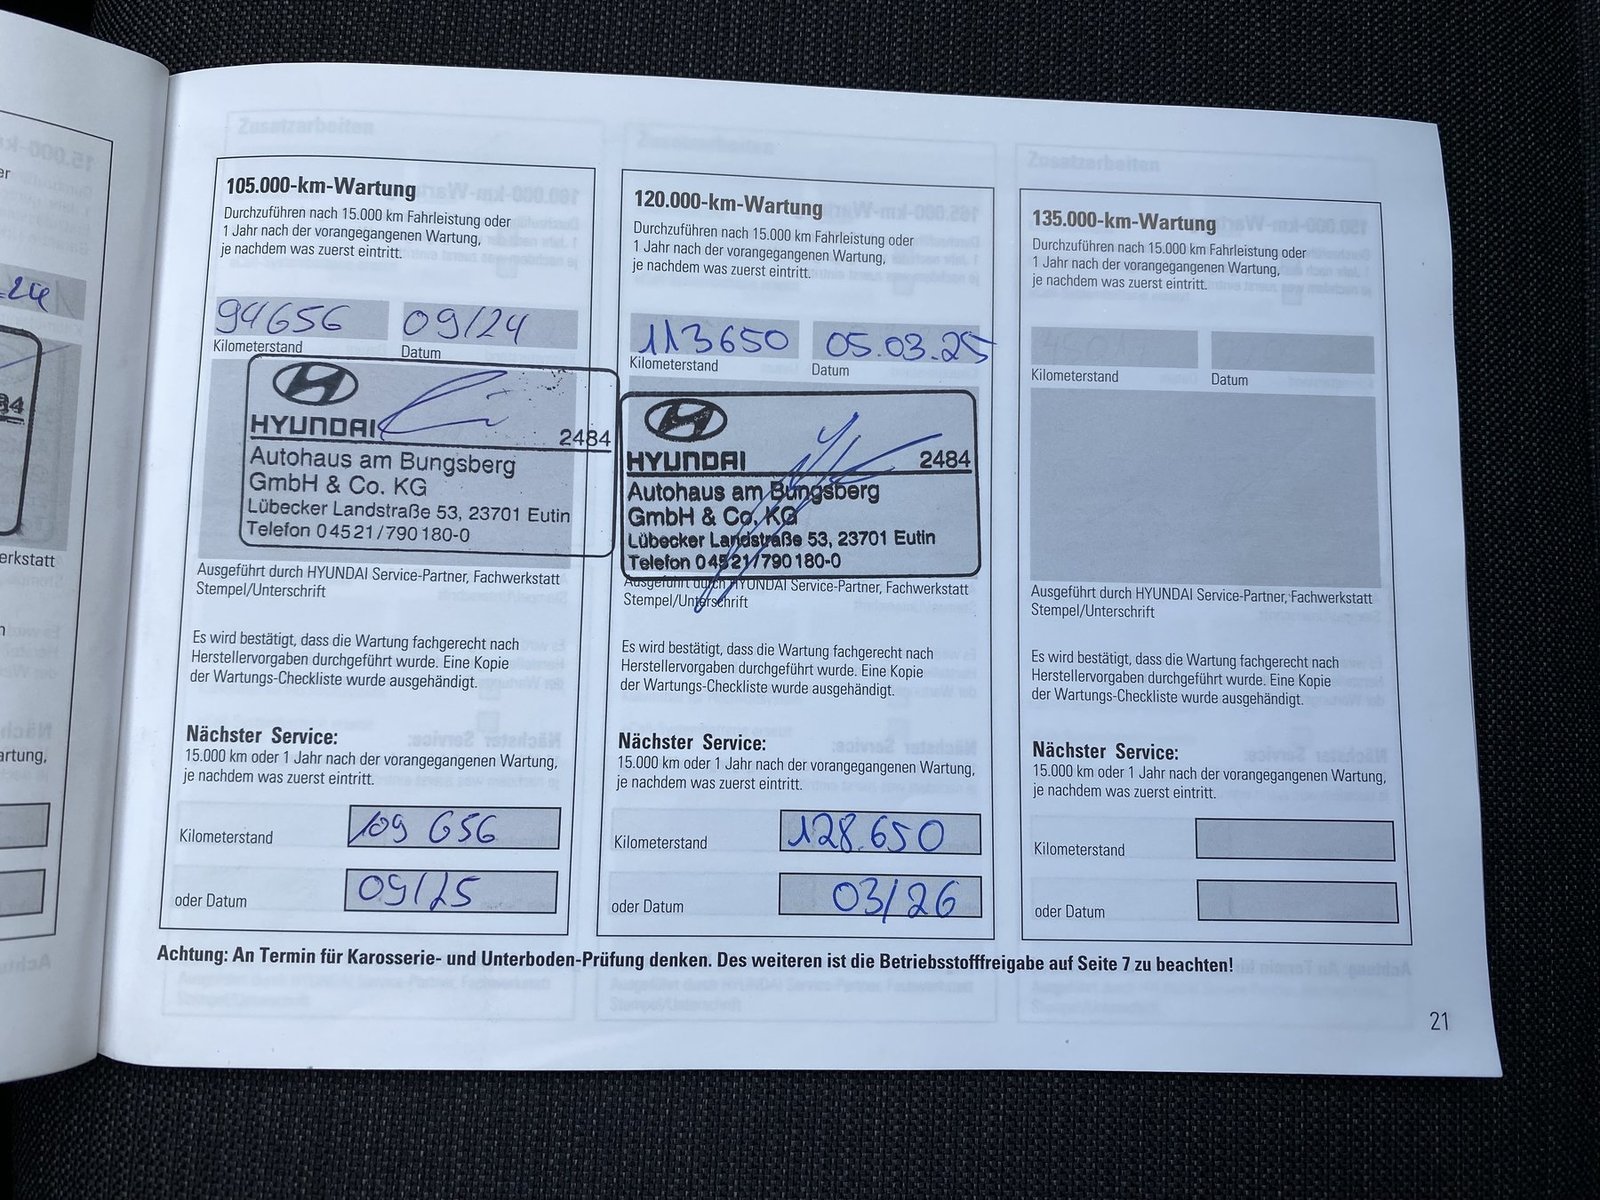 24
84
erkstatt
artung,
105.000-km-Wartung
Durchzuführen nach 15.000 km Fahrleistung oder
1 Jahr nach der vorangegangenen Wartung,
je nachdem was zuerst eintritt.
94656 09/24
Kilometerstand Datum
HYUNDAI 2484
Autohaus am Bungsberg
GmbH & Co. KG
Lübecker Landstraße 53, 23701 Eutin
Telefon 04521/790180-0
Ausgeführt durch HYUNDAI Service-Partner, Fachwerkstatt
Stempel/Unterschrift
Es wird bestätigt, dass die Wartung fachgerecht nach
Herstellervorgaben durchgeführt wurde. Eine Kopie
der Wartungs-Checkliste wurde ausgehändigt.
Nächster Service:
15.000 km oder 1 Jahr nach der vorangegangenen Wartung,
je nachdem was zuerst eintritt.
Kilometerstand 109 656
oder Datum 09/25
120.000-km-Wartung
Durchzuführen nach 15.000 km Fahrleistung oder
1 Jahr nach der vorangegangenen Wartung,
je nachdem was zuerst eintritt.
113650 05.03.25
Kilometerstand Datum
HYUNDAI 2484
Autohaus am Bungsberg
GmbH & Co. KG
Lübecker Landstraße 53, 23701 Eutin
Telefon 04521/790180-0
Ausgeführt durch HYUNDAI Service-Partner, Fachwerkstatt
Stempel/Unterschrift
Es wird bestätigt, dass die Wartung fachgerecht nach
Herstellervorgaben durchgeführt wurde. Eine Kopie
der Wartungs-Checkliste wurde ausgehändigt.
Nächster Service:
15.000 km oder 1 Jahr nach der vorangegangenen Wartung,
je nachdem was zuerst eintritt.
Kilometerstand 128.650
oder Datum 03/26
135.000-km-Wartung
Durchzuführen nach 15.000 km Fahrleistung oder
1 Jahr nach der vorangegangenen Wartung,
je nachdem was zuerst eintritt.
Kilometerstand Datum
Ausgeführt durch HYUNDAI Service-Partner, Fachwerkstatt
Stempel/Unterschrift
Es wird bestätigt, dass die Wartung fachgerecht nach
Herstellervorgaben durchgeführt wurde. Eine Kopie
der Wartungs-Checkliste wurde ausgehändigt.
Nächster Service:
15.000 km oder 1 Jahr nach der vorangegangenen Wartung,
je nachdem was zuerst eintritt.
Kilometerstand
oder Datum
Achtung: An Termin für Karosserie- und Unterboden-Prüfung denken. Des weiteren ist die Betriebsstofffreigabe auf Seite 7 zu beachten!
21